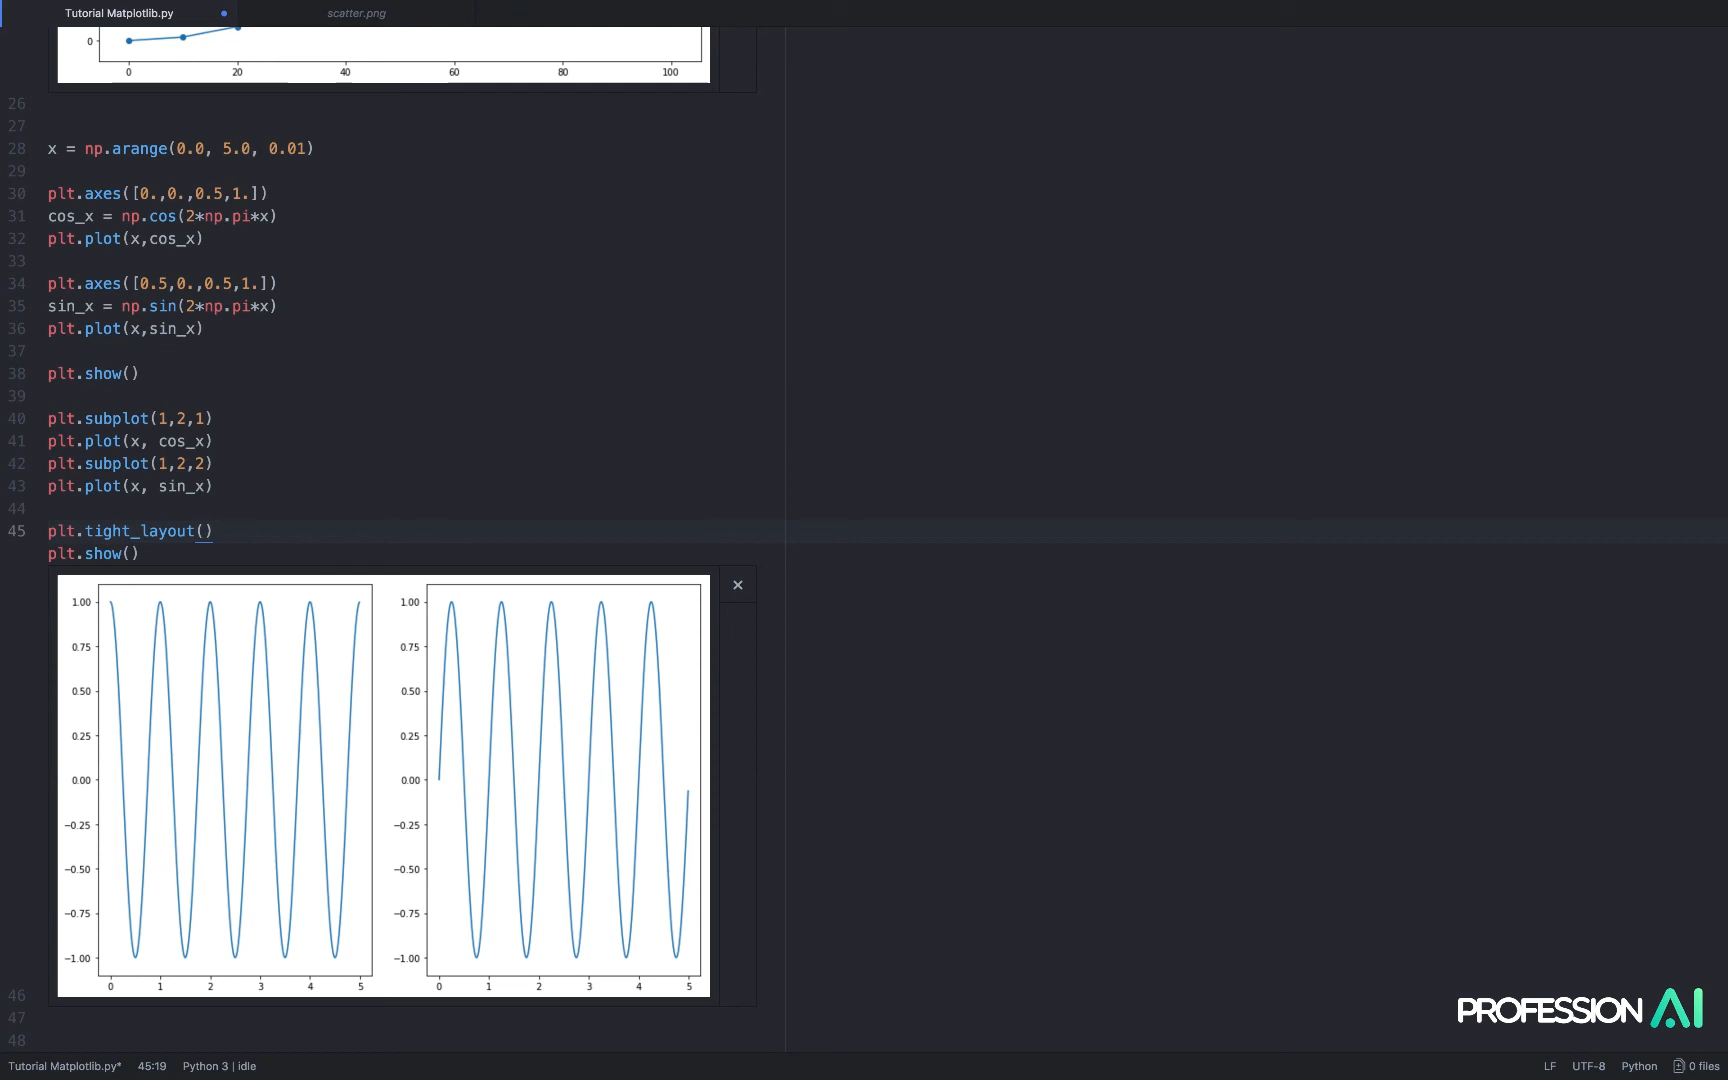 Tutorial Matplotlib.py
scatter.png
0
0 20 40 60 80 100
26
27
28 x = np.arange(0.0, 5.0, 0.01)
29
30 plt.axes([0.,0.,0.5,1.])
31 cos_x = np.cos(2*np.pi*x)
32 plt.plot(x,cos_x)
33
34 plt.axes([0.5,0.,0.5,1.])
35 sin_x = np.sin(2*np.pi*x)
36 plt.plot(x,sin_x)
37
38 plt.show()
39
40 plt.subplot(1,2,1)
41 plt.plot(x, cos_x)
42 plt.subplot(1,2,2)
43 plt.plot(x, sin_x)
44
45 plt.tight_layout()
plt.show()
1.00
0.75
0.50
0.25
0.00
−0.25
−0.50
−0.75
−1.00
0 1 2 3 4 5
1.00
0.75
0.50
0.25
0.00
−0.25
−0.50
−0.75
−1.00
0 1 2 3 4 5
46
47
48
PROFESSION AI
Tutorial Matplotlib.py* 45:19 Python 3 | idle LF UTF-8 Python 0 files